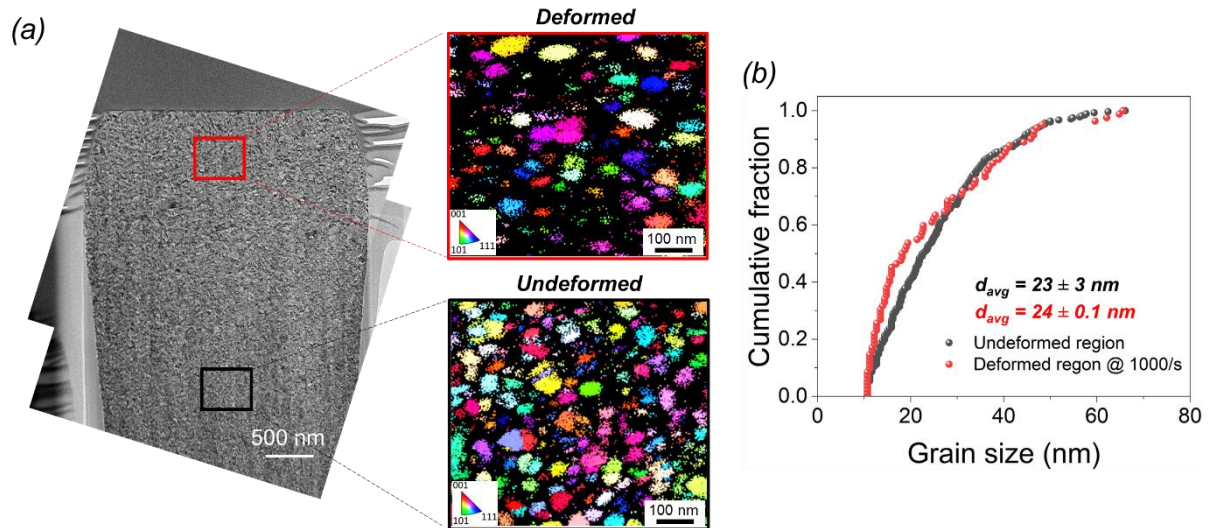 (a)
500 nm
Deformed
001
101
111
100 nm
Undeformed
001
101
111
100 nm
(b)
Cumulative fraction
1.0
0.8
0.6
0.4
0.2
0.0
d_avg = 23 ± 3 nm
d_avg = 24 ± 0.1 nm
Undeformed region
Deformed regon @ 1000/s
0 20 40 60 80
Grain size (nm)